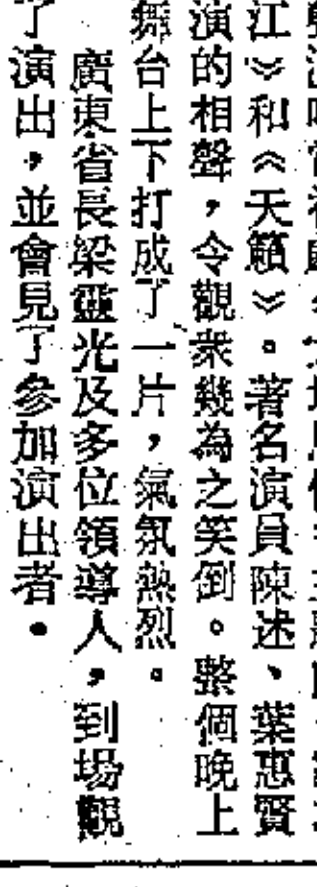 江》和《天籟》。著名演員陳述、葉惠賢
演的相聲，令觀衆幾為之笑倒。整個晚上
舞台上下打成了一片，氣氛熱烈。
廣東省長梁靈光及多位領導人，到場觀
了演出，並會見了參加演出者。